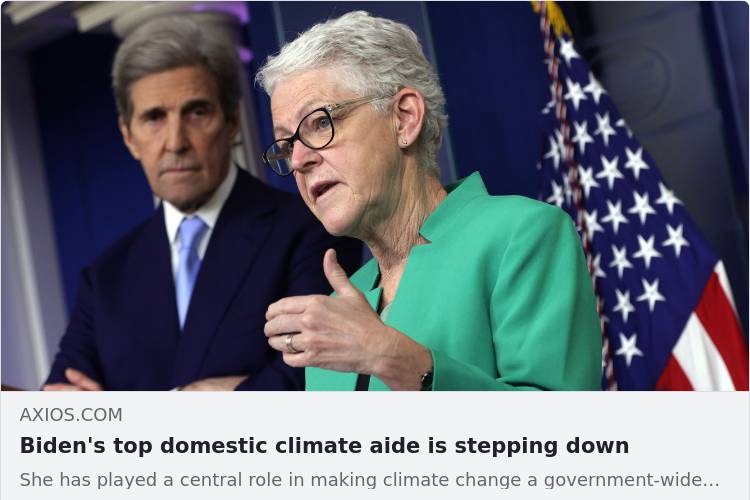 AXIOS.COM
Biden's top domestic climate aide is stepping down
She has played a central role in making climate change a government-wide...